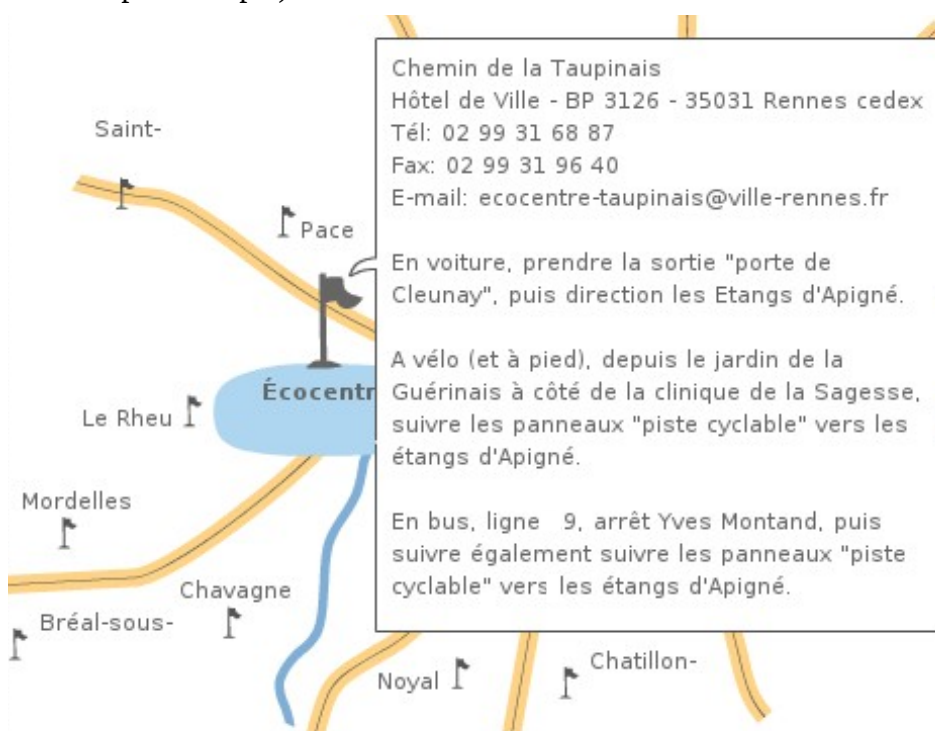 Chemin de la Taupinais
Hôtel de Ville - BP 3126 - 35031 Rennes cedex
Tél: 02 99 31 68 87
Fax: 02 99 31 96 40
E-mail: ecocentre-taupinais@ville-rennes.fr
En voiture, prendre la sortie "porte de
Cleunay", puis direction les Etangs d'Apigné.
A vélo (et à pied), depuis le jardin de la
Guérinais à côté de la clinique de la Sagesse,
suivre les panneaux "piste cyclable" vers les
étangs d'Apigné.
En bus, ligne 9, arrêt Yves Montand, puis
suivre également suivre les panneaux "piste
cyclable" vers les étangs d'Apigné.
Saint-
Pace
Écocentr
Le Rheu
Mordelles
Chavagne
Bréal-sous-
Noyal
Chatillon-